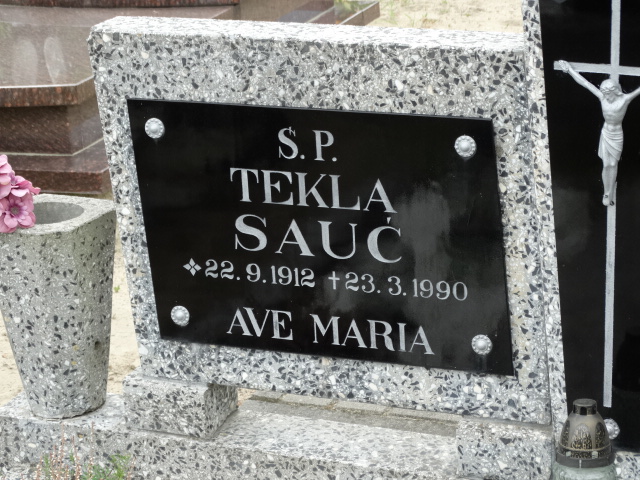 Ś.P.
TEKLA
SAUĆ
22.9.1912 †23.3.1990
AVE MARIA